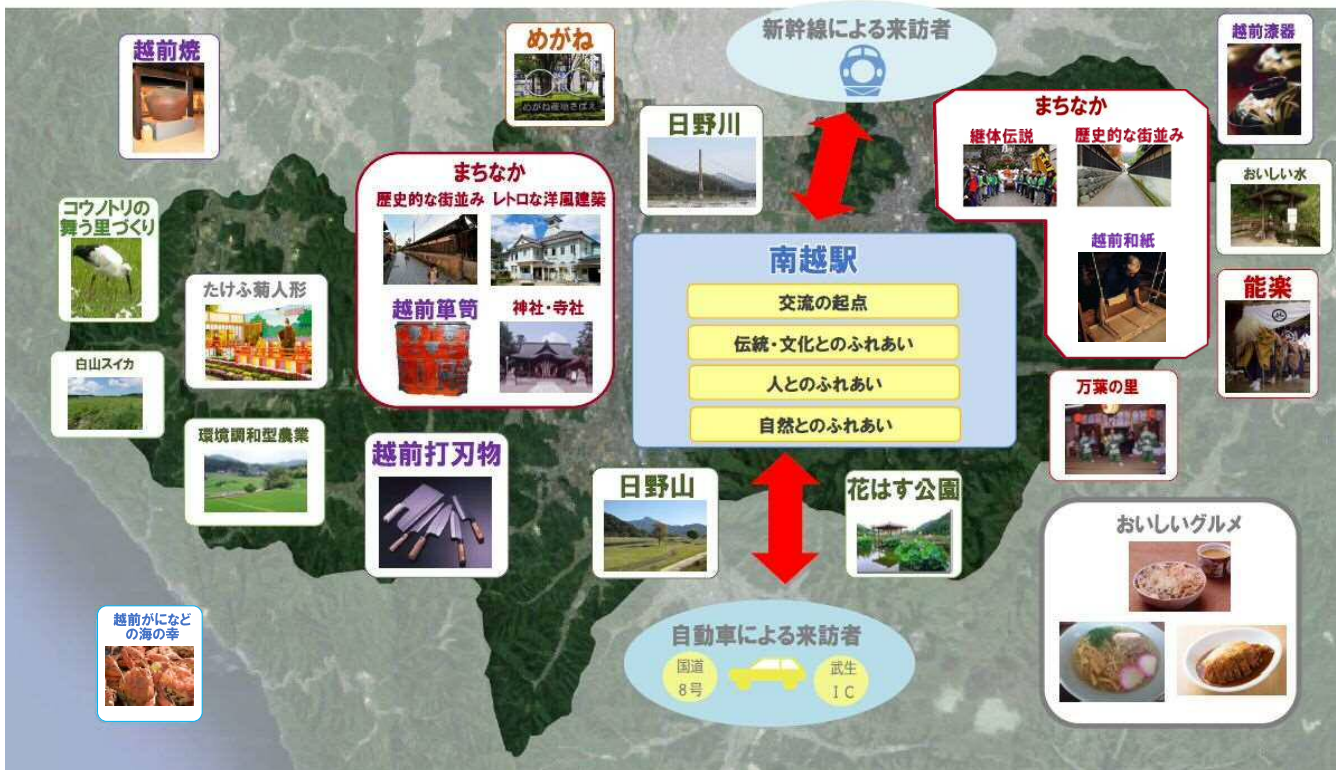 越前焼
めがね
めがね産地さばえ
新幹線による来訪者
越前漆器
日野川
まちなか
継体伝説
歴史的な街並み
越前和紙
おいしい水
能楽
まちなか
歴史的な街並み
レトロな洋風建築
越前箪笥
神社・寺社
コウノトリの
舞う里づくり
たけふ菊人形
白山スイカ
環境調和型農業
越前打刃物
南越駅
交流の起点
伝統・文化とのふれあい
人とのふれあい
自然とのふれあい
万葉の里
日野山
花はす公園
おいしいグルメ
越前がになど
の海の幸
自動車による来訪者
国道
8号
武生
IC